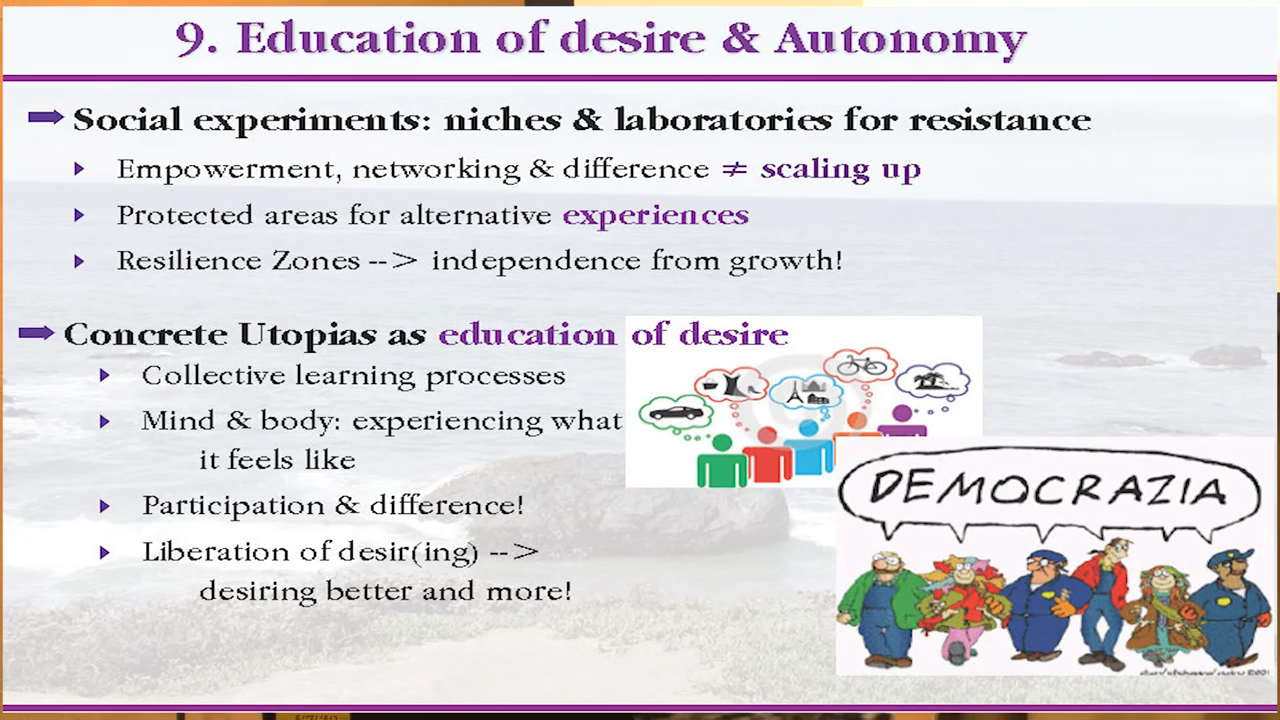 9. Education of desire & Autonomy
Social experiments: niches & laboratories for resistance
Empowerment, networking & difference ≠ scaling up
Protected areas for alternative experiences
Resilience Zones --> independence from growth!
Concrete Utopias as education of desire
Collective learning processes
Mind & body: experiencing what
it feels like
Participation & difference!
Liberation of desir(ing) -->
desiring better and more!
DEMOCRAZIA